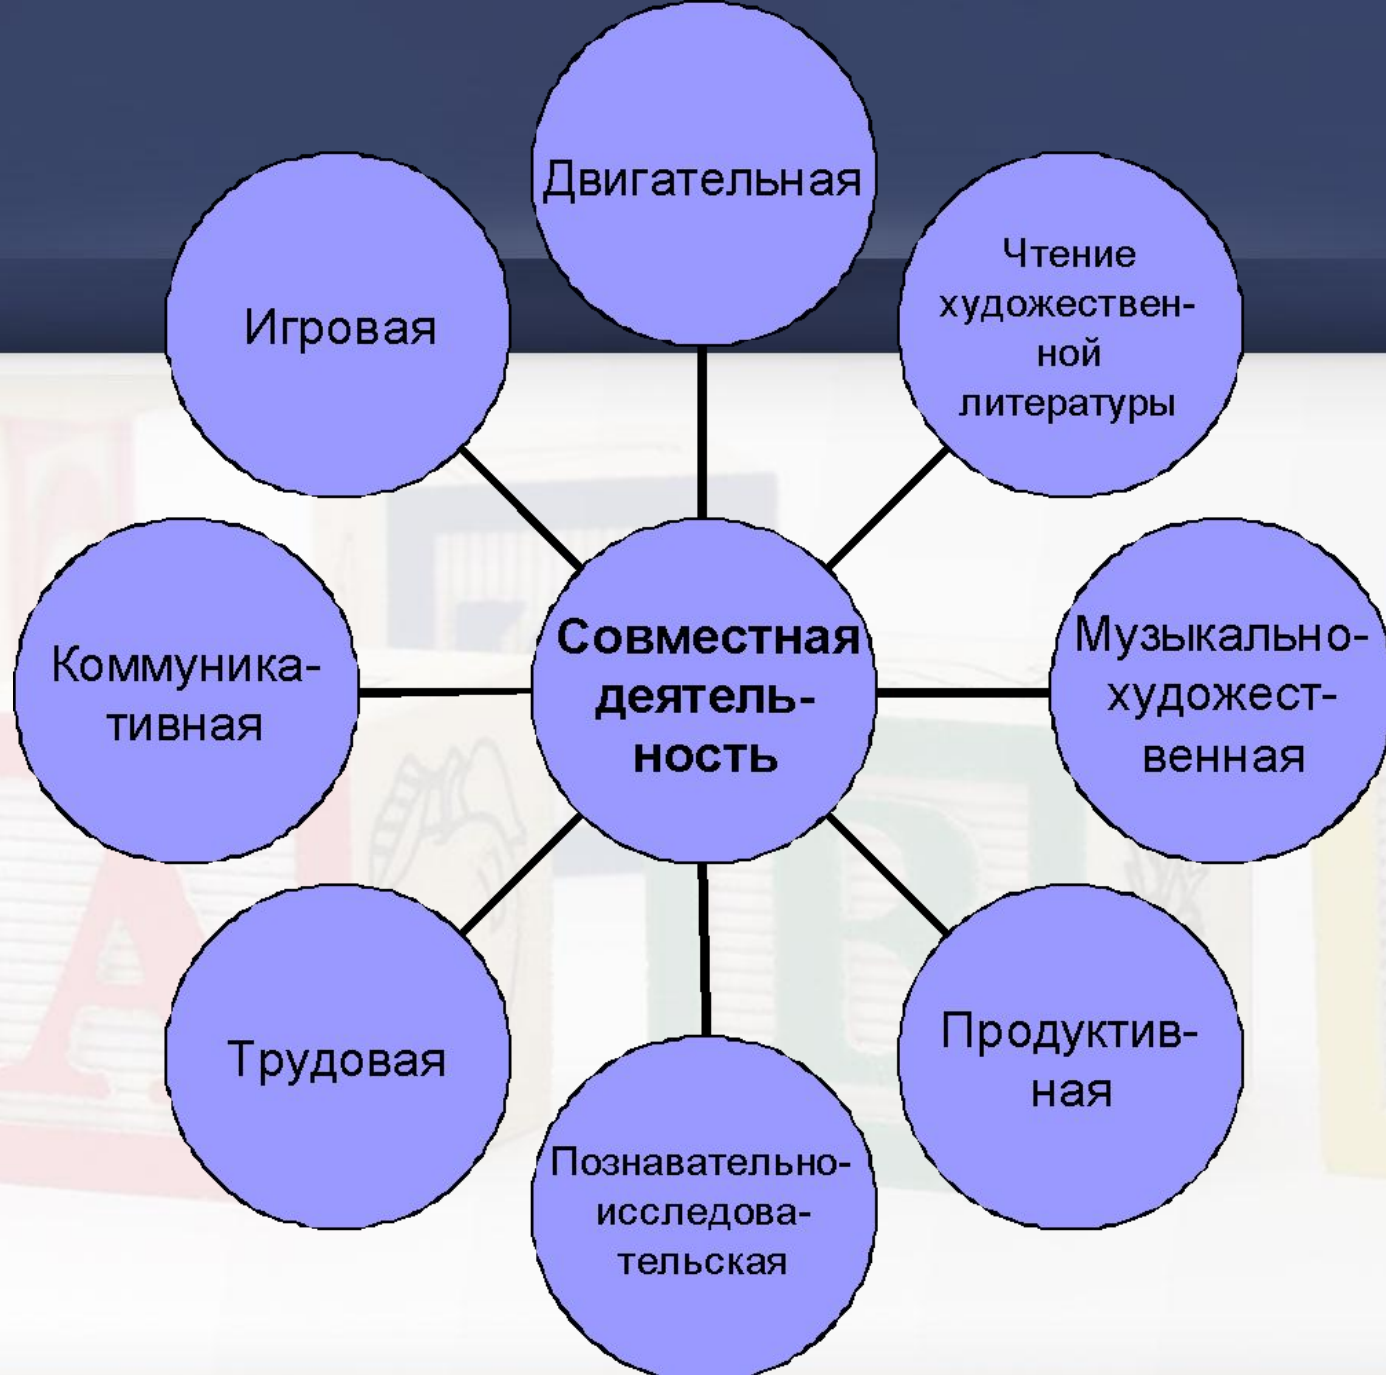 Двигательная
Чтение
художествен-
ной
литературы
Музыкально-
художест-
венная
Продуктив-
ная
Познавательно-
исследова-
тельская
Трудовая
Коммуника-
тивная
Игровая
Совместная
деятель-
ность